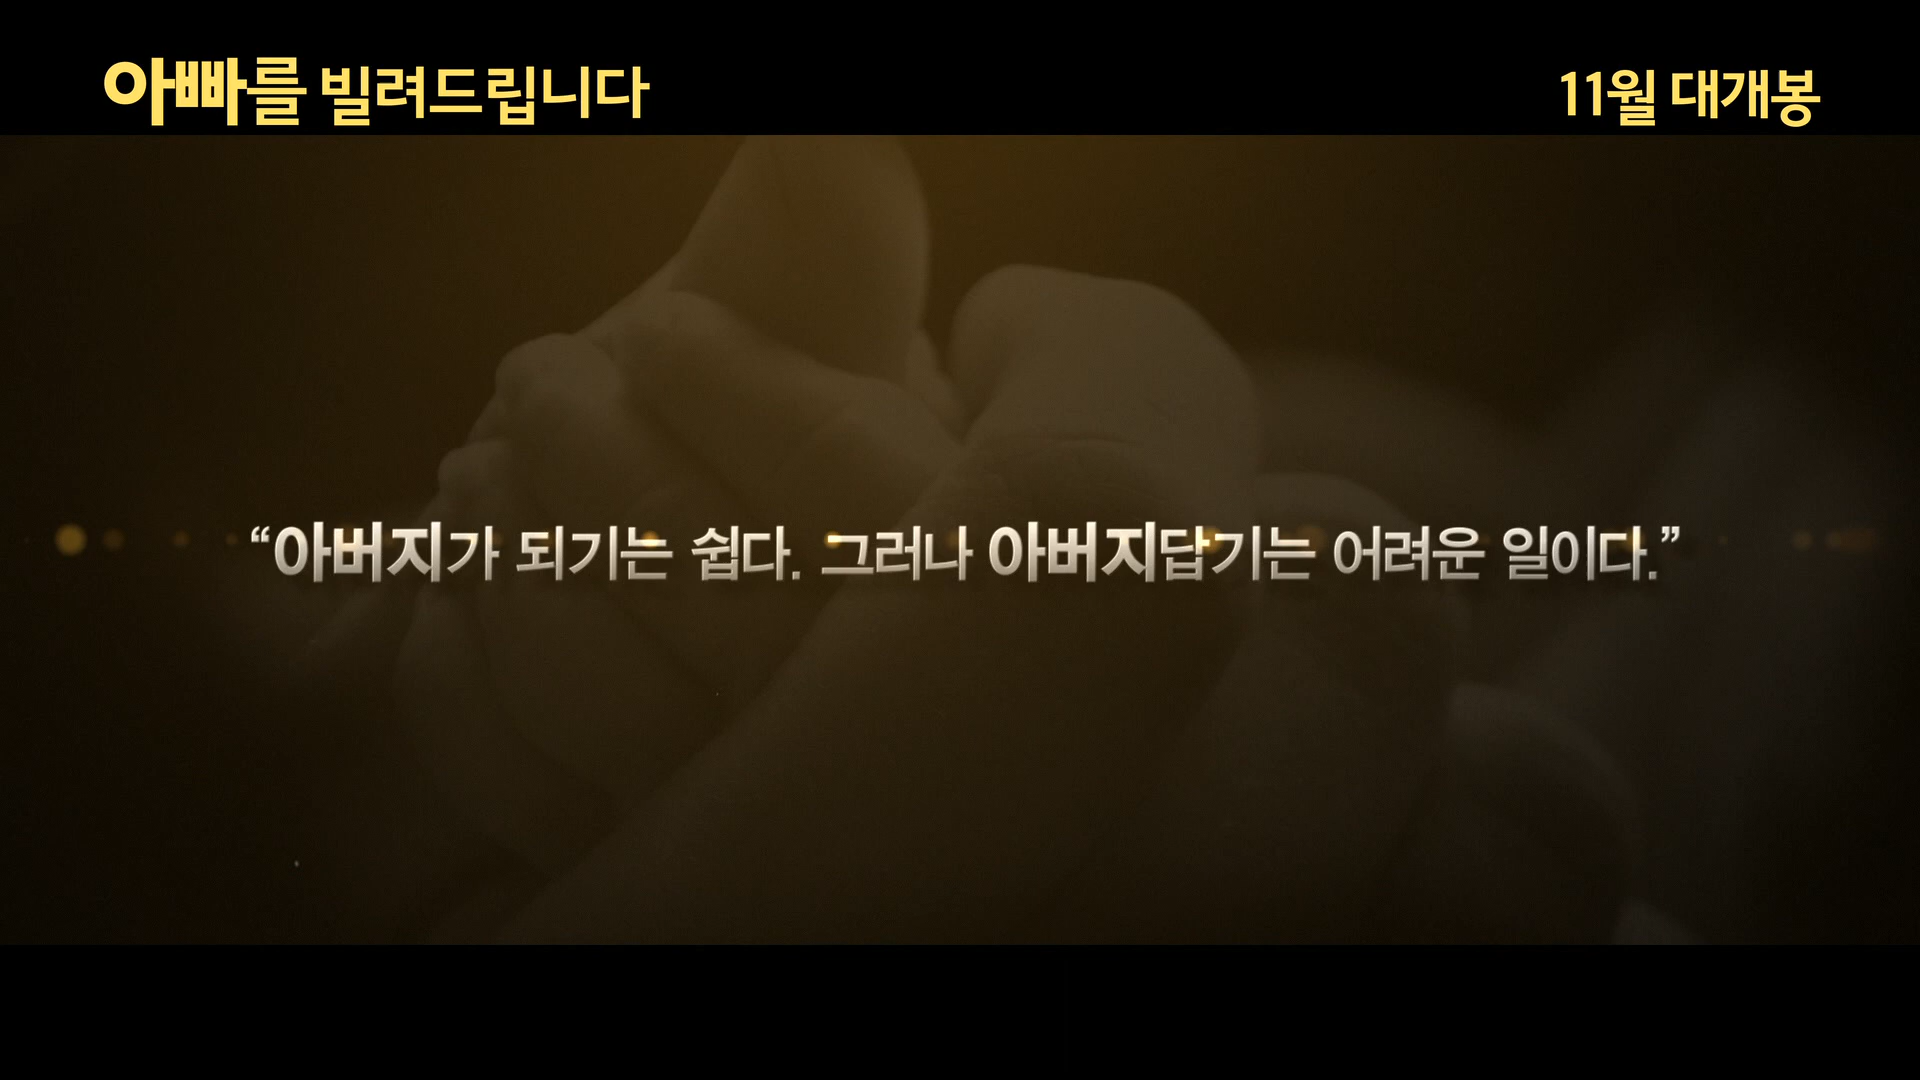 아빠를 빌려드립니다
11월 대개봉
“아버지가 되기는 쉽다. 그러나 아버지답기는 어려운 일이다.”